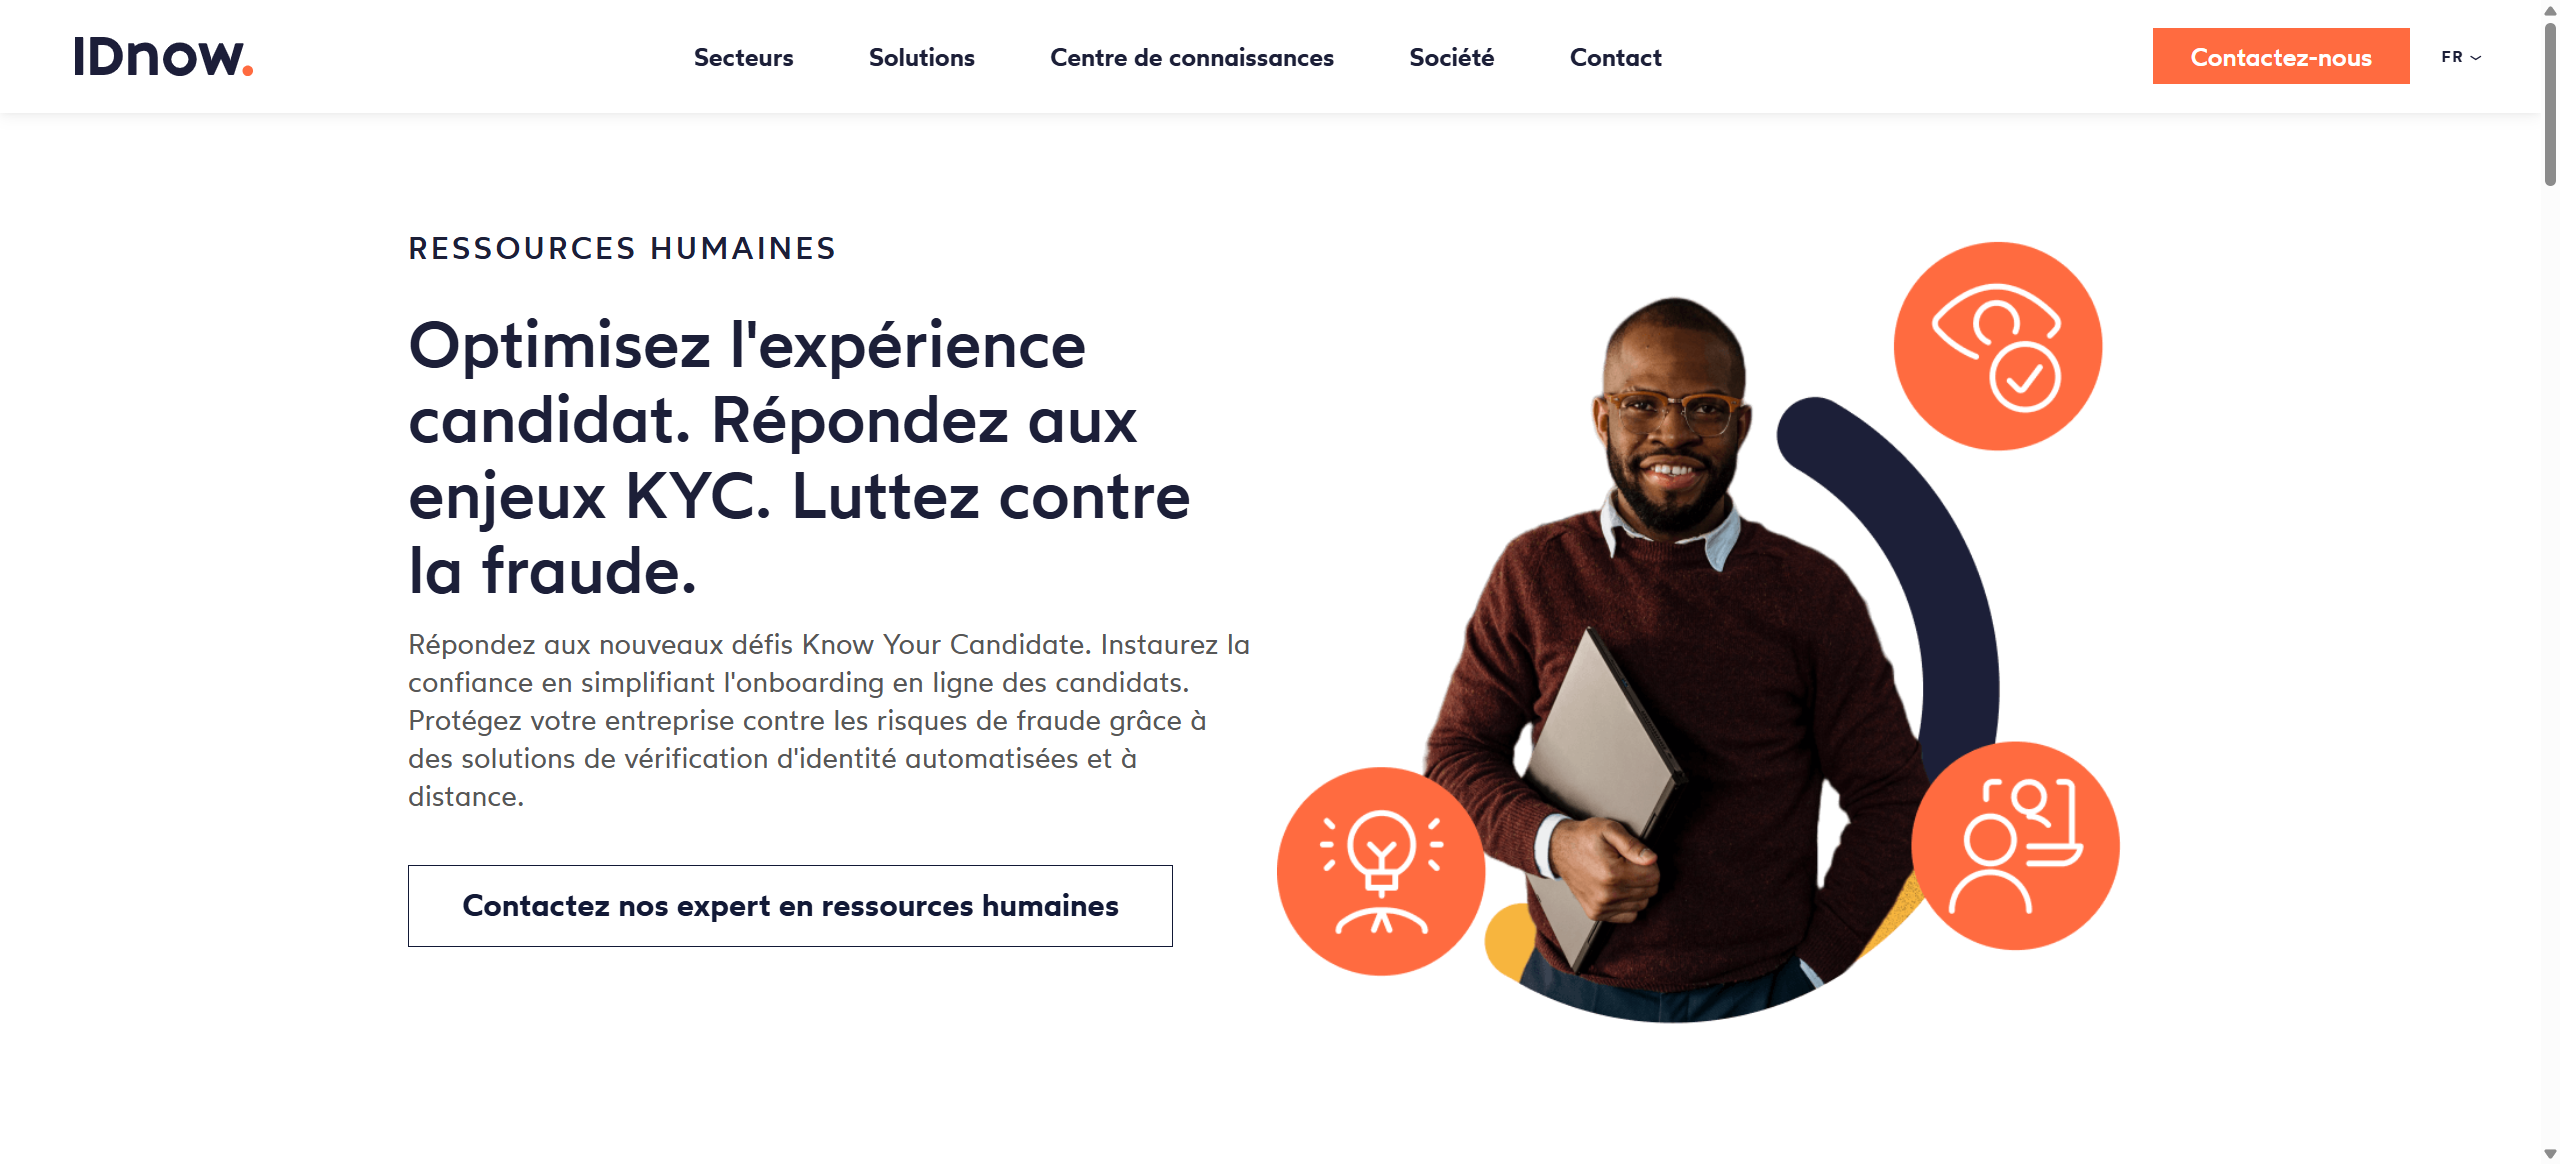 IDnow.
Secteurs
Solutions
Centre de connaissances
Société
Contact
Contactez-nous
FR
RESSOURCES HUMAINES
Optimisez l'expérience
candidat. Répondez aux
enjeux KYC. Luttez contre
la fraude.
Répondez aux nouveaux défis Know Your Candidate. Instaurez la
confiance en simplifiant l'onboarding en ligne des candidats.
Protégez votre entreprise contre les risques de fraude grâce à
des solutions de vérification d'identité automatisées et à
distance.
Contactez nos expert en ressources humaines